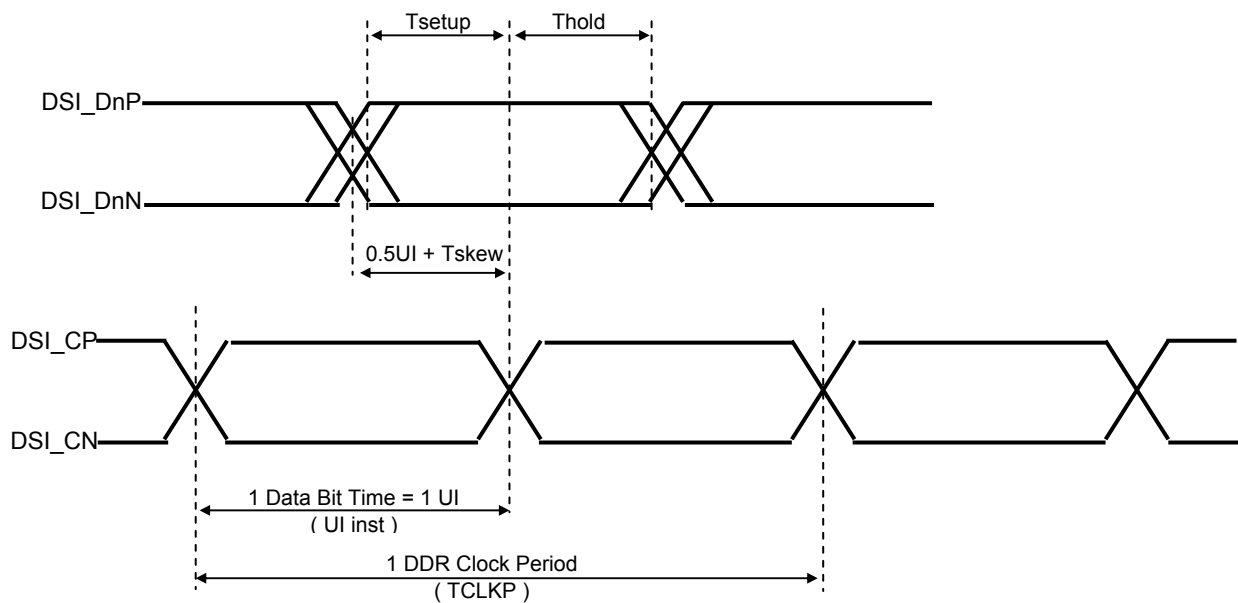 Tsetup
Thold
DSI_DnP
DSI_DnN
0.5UI + Tskew
DSI_CP
DSI_CN
1 Data Bit Time = 1 UI
( UI inst )
1 DDR Clock Period
( TCLKP )